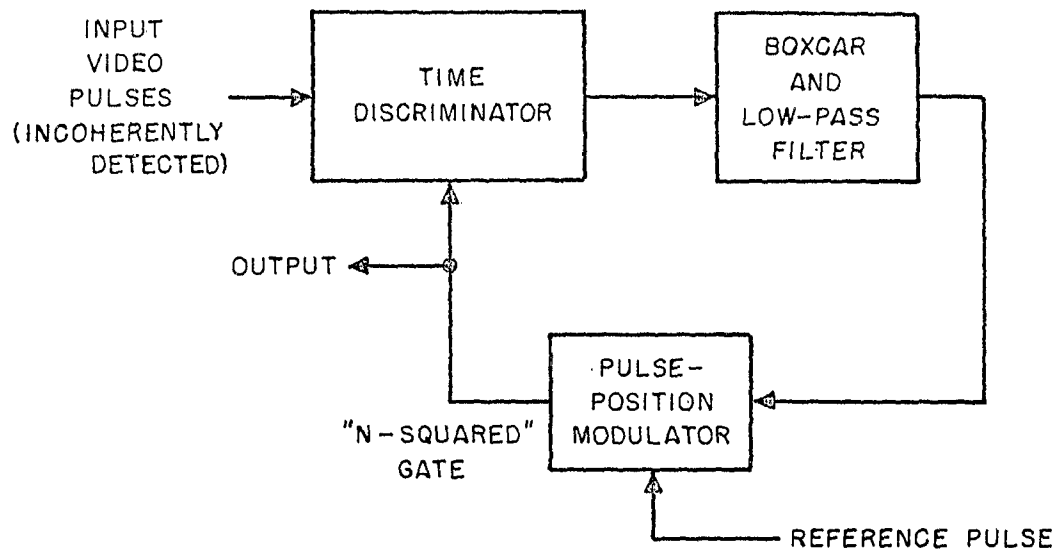 INPUT
VIDEO
PULSES
(INCOHERENTLY
DETECTED)
TIME
DISCRIMINATOR
BOXCAR
AND
LOW-PASS
FILTER
OUTPUT
"N-SQUARED"
GATE
PULSE-
POSITION
MODULATOR
REFERENCE PULSE